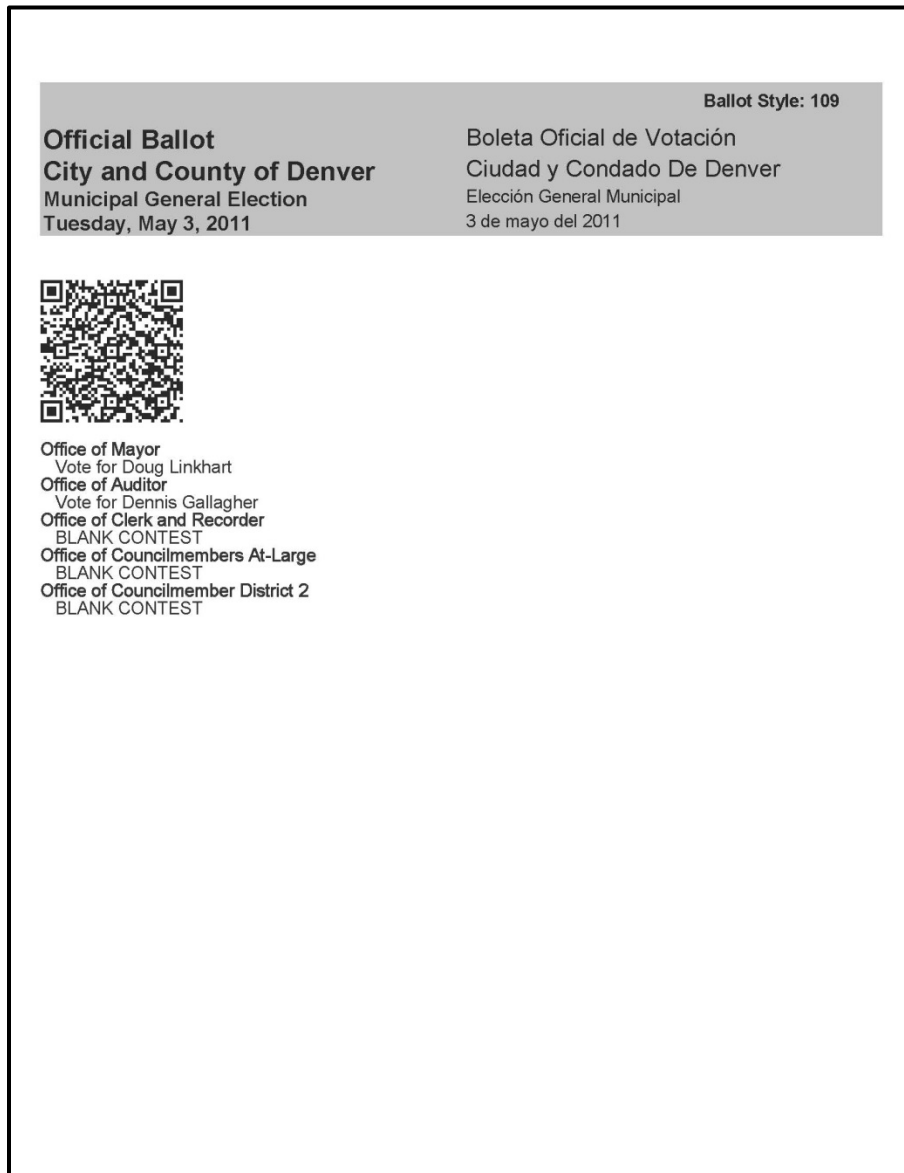 Ballot Style: 109
Official Ballot
City and County of Denver
Municipal General Election
Tuesday, May 3, 2011
Boleta Oficial de Votación
Ciudad y Condado De Denver
Elección General Municipal
3 de mayo del 2011
Office of Mayor
Vote for Doug Linkhart
Office of Auditor
Vote for Dennis Gallagher
Office of Clerk and Recorder
BLANK CONTEST
Office of Councilmembers At-Large
BLANK CONTEST
Office of Councilmember District 2
BLANK CONTEST